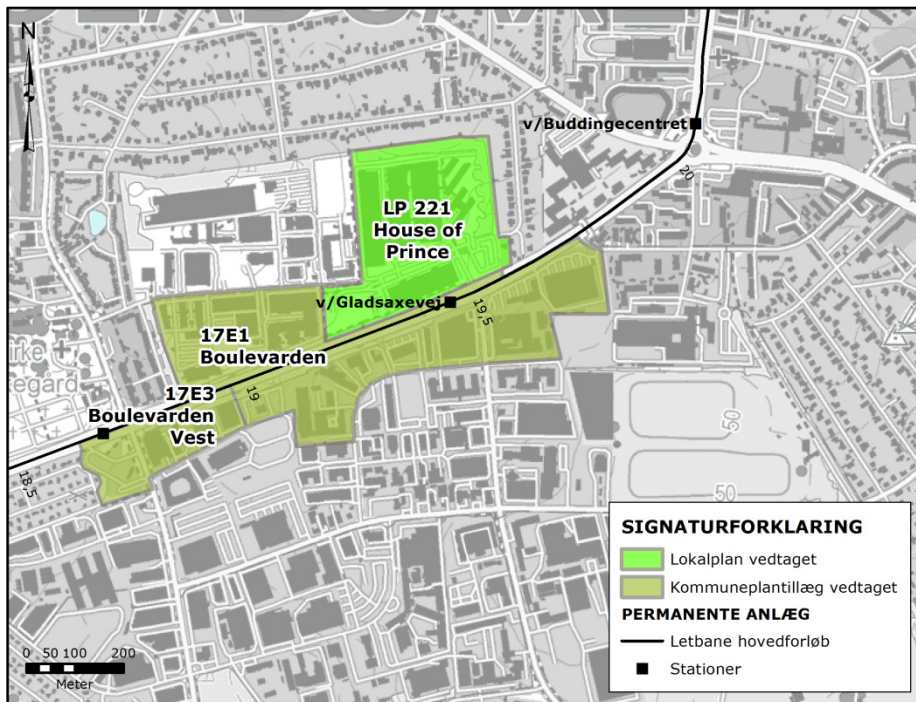 N
v/Buddingecentret
20
LP 221
House of
Prince
v/Gladsaxevej
19,5
17E1
Boulevarden
17E3
Boulevarden
Vest
19
18,5
50
50
50
SIGNATURFORKLARING
Lokalplan vedtaget
Kommuneplantillæg vedtaget
PERMANENTE ANLÆG
Letbane hovedforløb
Stationer
0 50 100 200
Meter